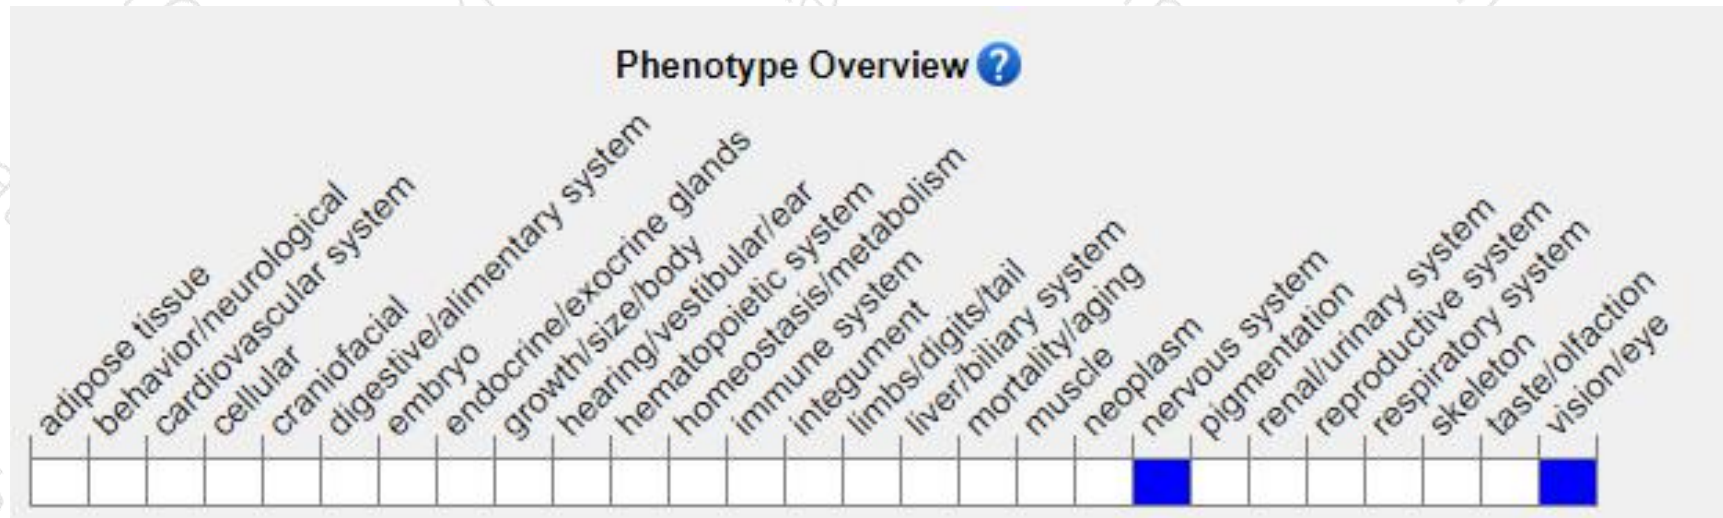 Phenotype Overview ?
adipose tissue
behavior/neurological
cardiovascular system
cellular
craniofacial
digestive/alimentary system
embryo
endocrine/exocrine glands
growth/size/body
hearing/vestibular/ear
hematopoietic system
homeostasis/metabolism
immune system
integument
limbs/digits/tail
liver/biliary system
mortality/aging
muscle
neoplasm
nervous system
pigmentation
renal/urinary system
reproductive system
respiratory system
skeleton
taste/olfaction
vision/eye